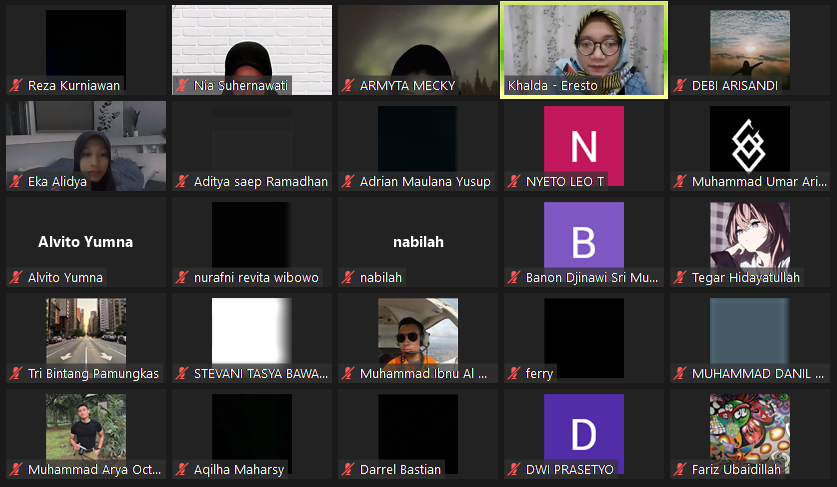 Reza Kurniawan
Nia Suhernawati
ARMYTA MECKY
Khalda - Eresto
DEBI ARISANDI
Eka Alidya
Aditya saep Ramadhan
Adrian Maulana Yusup
N
NYETO LEO T
Muhammad Umar Ari...
Alvito Yumna
Alvito Yumna
nurafni revita wibowo
nabilah
nabilah
B
Banon Djinawi Sri Mu...
Tegar Hidayatullah
Tri Bintang Pamungkas
STEVANI TASYA BAWA...
Muhammad Ibnu Al ...
ferry
MUHAMMAD DANIL ...
Muhammad Arya Oct...
Aqilha Maharsy
Darrel Bastian
D
DWI PRASETYO
Fariz Ubaidillah